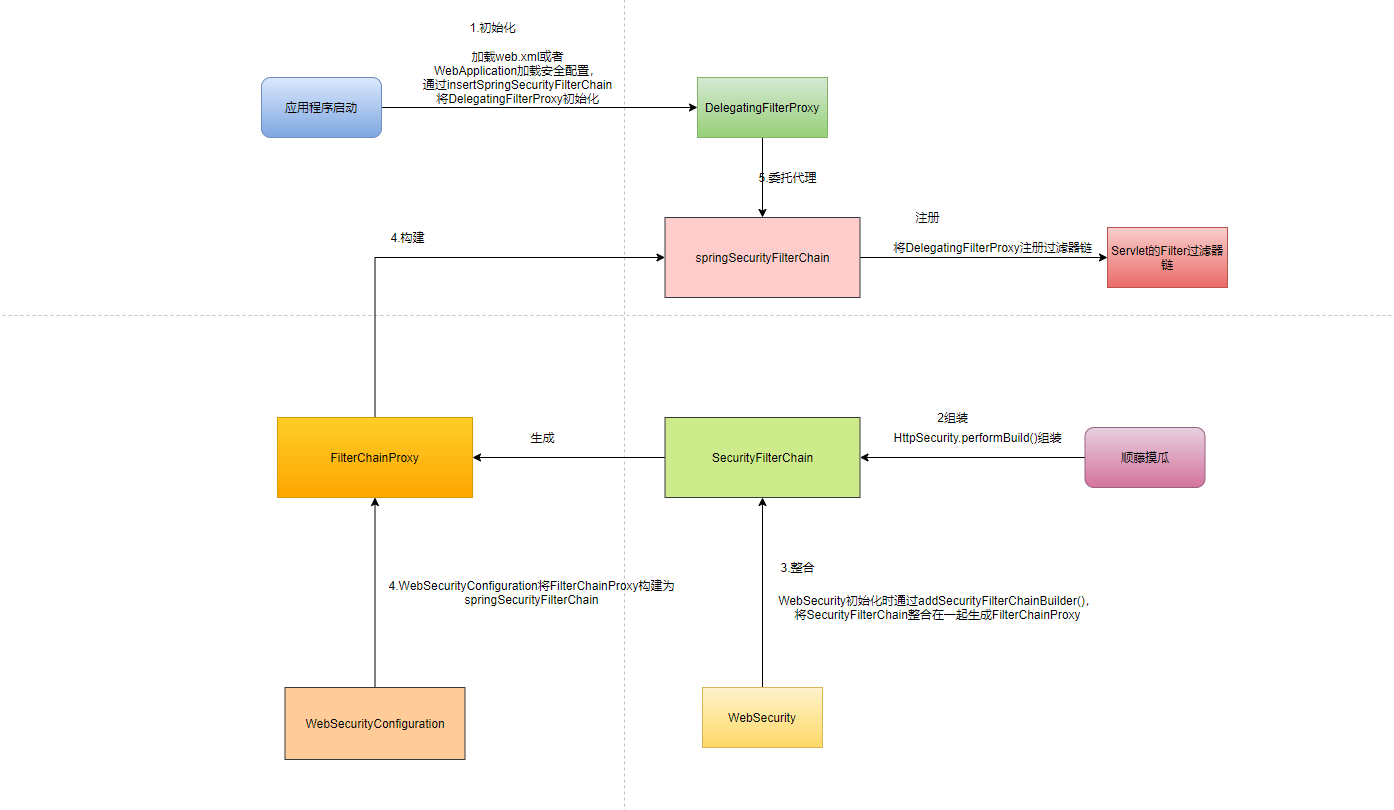 1.初始化
加载web.xml或者
WebApplication加载安全配置，
通过insertSpringSecurityFilterChain
将DelegatingFilterProxy初始化
应用程序启动
DelegatingFilterProxy
5.委托代理
4.构建
springSecurityFilterChain
注册
将DelegatingFilterProxy注册过滤器链
Servlet的Filter过滤器
链
FilterChainProxy
生成
SecurityFilterChain
2组装
HttpSecurity.performBuild()组装
顺藤摸瓜
4.WebSecurityConfiguration将FilterChainProxy构建为
springSecurityFilterChain
3.整合
WebSecurity初始化时通过addSecurityFilterChainBuilder()，
将SecurityFilterChain整合在一起生成FilterChainProxy
WebSecurityConfiguration
WebSecurity